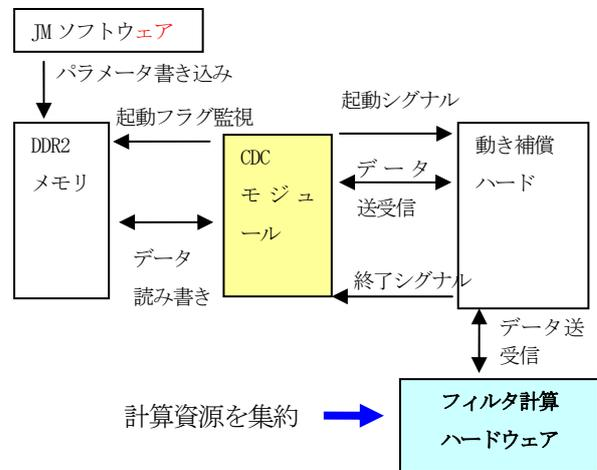 JM ソフトウェア
パラメータ書き込み
起動フラグ監視
起動シグナル
DDR2
メモリ
CDC
モジュ
ール
動き補償
ハード
データ
送受信
データ
読み書き
終了シグナル
データ送
受信
計算資源を集約
フィルタ計算
ハードウェア